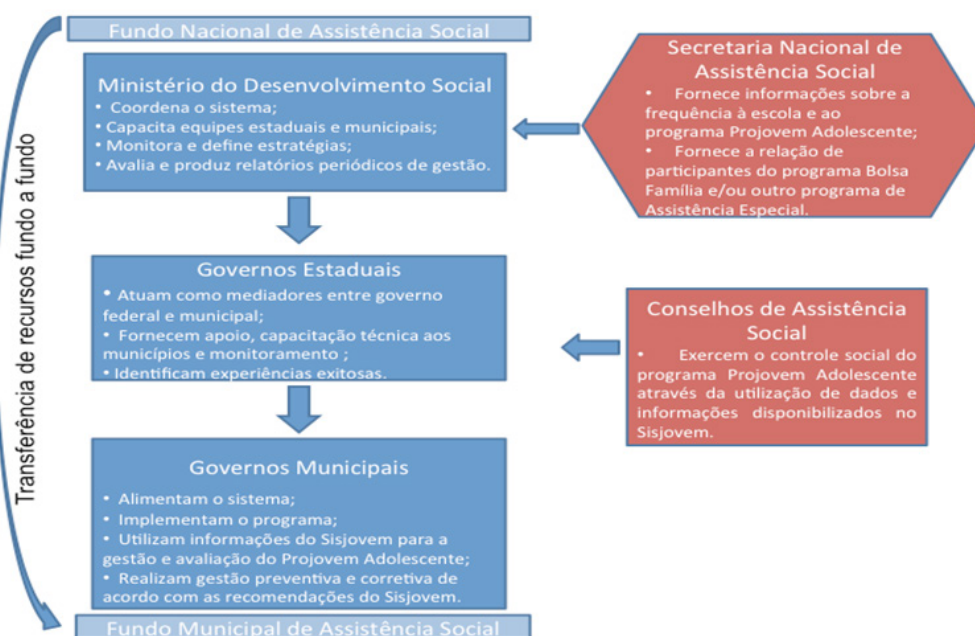 Transferência de recursos fundo a fundo
Fundo Nacional de Assistência Social
Ministério do Desenvolvimento Social
• Coordena o sistema;
• Capacita equipes estaduais e municipais;
• Monitora e define estratégias;
• Avalia e produz relatórios periódicos de gestão.
Secretaria Nacional de
Assistência Social
• Fornece informações sobre a
frequência à escola e ao
programa Projovem Adolescente;
• Fornece a relação de
participantes do programa Bolsa
Família e/ou outro programa de
Assistência Especial.
Governos Estaduais
• Atuam como mediadores entre governo
federal e municipal;
• Fornecem apoio, capacitação técnica aos
municípios e monitoramento ;
• Identificam experiências exitosas.
Conselhos de Assistência
Social
• Exercem o controle social do
programa Projovem Adolescente
através da utilização de dados e
informações disponibilizados no
Sisjovem.
Governos Municipais
• Alimentam o sistema;
• Implementam o programa;
• Utilizam informações do Sisjovem para a
gestão e avaliação do Projovem Adolescente;
• Realizam gestão preventiva e corretiva de
acordo com as recomendações do Sisjovem.
Fundo Municipal de Assistência Social